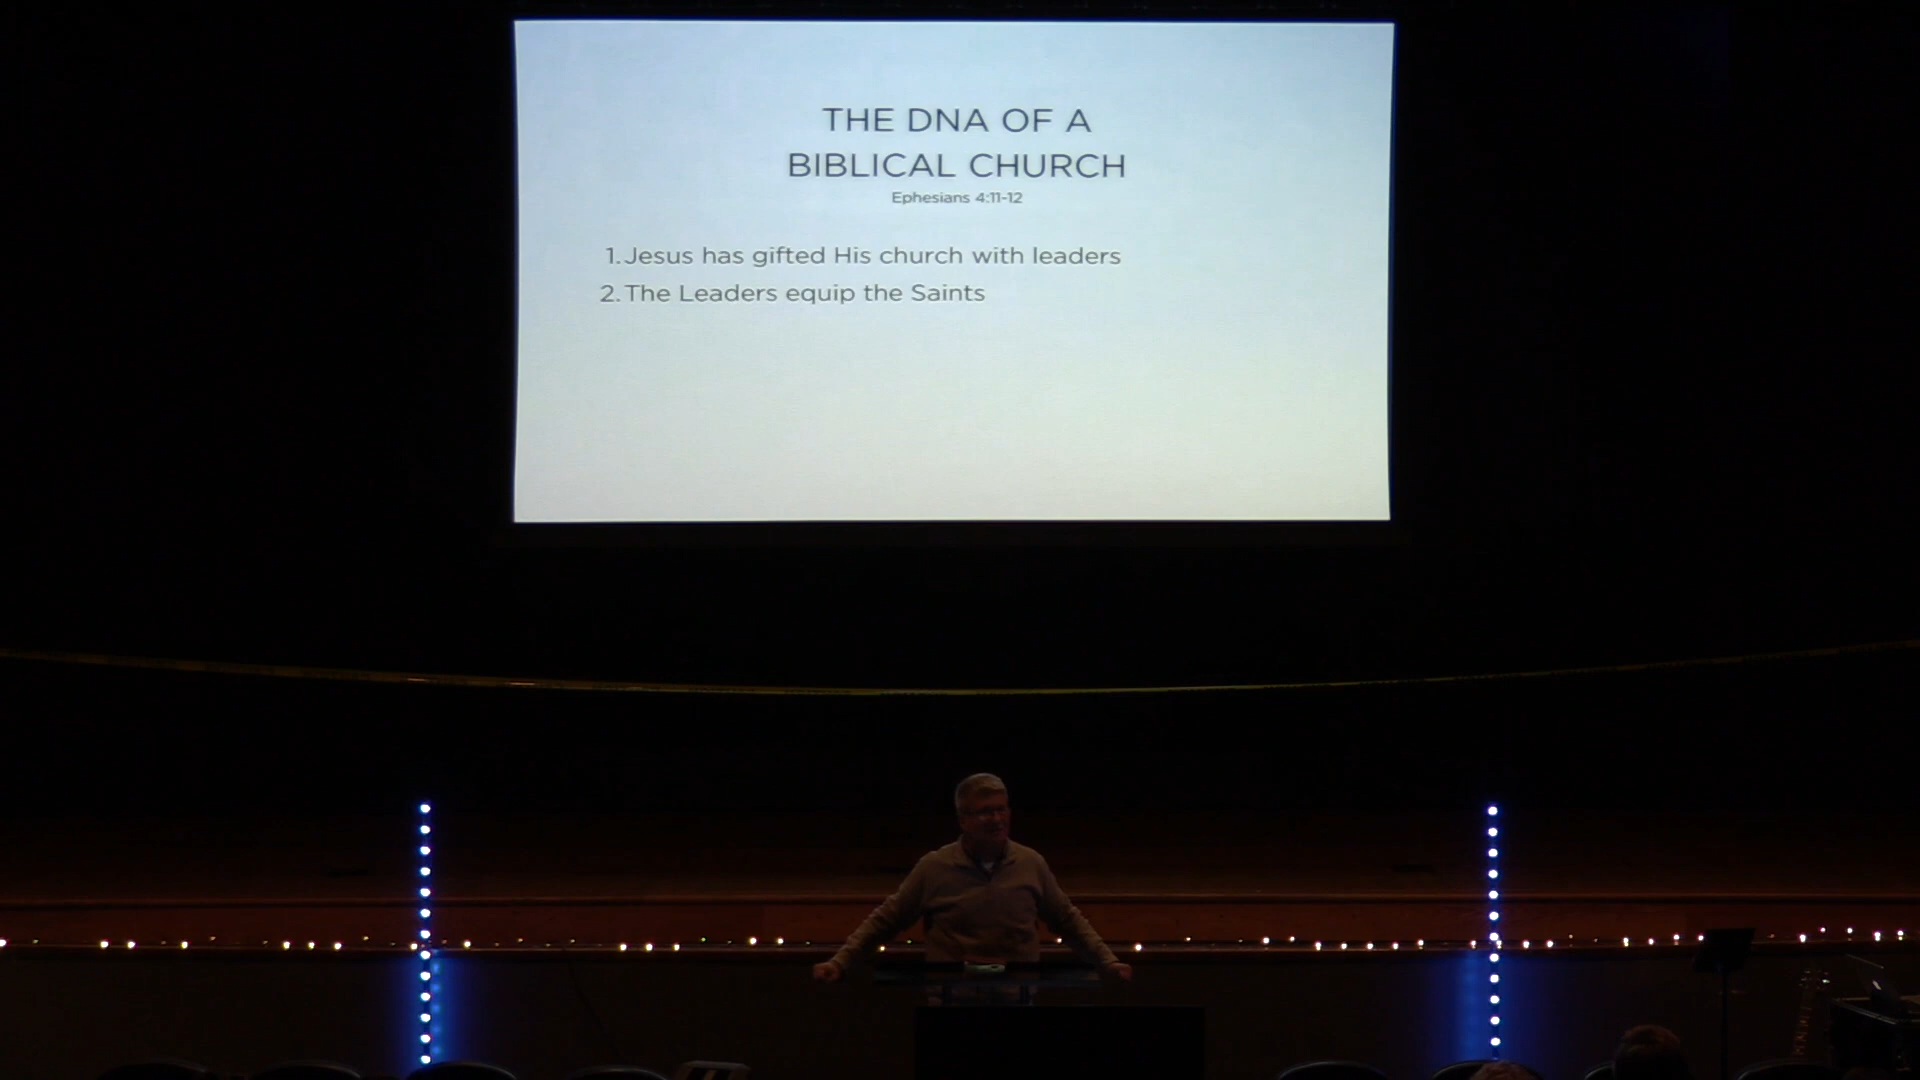 THE DNA OF A
BIBLICAL CHURCH
Ephesians 4:11-12
1. Jesus has gifted His church with leaders
2. The Leaders equip the Saints